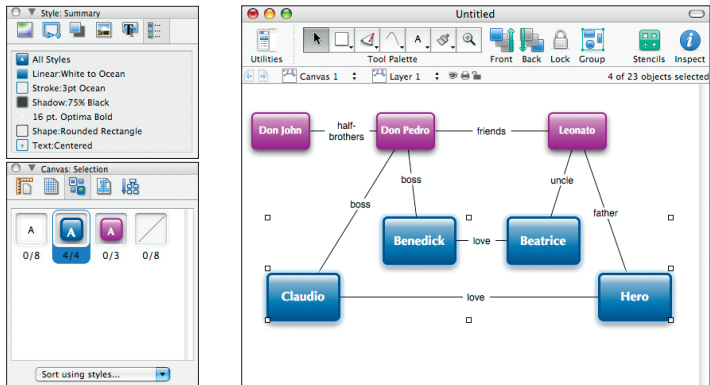 Style: Summary
All Styles
Linear:White to Ocean
Stroke:3pt Ocean
Shadow:75% Black
16 pt. Optima Bold
Shape:Rounded Rectangle
T Text:Centered
Canvas: Selection
A A A
0/8 4/4 0/3 0/8
Sort using styles...
Untitled
A
Utilities Tool Palette Front Back Lock Group Stencils Inspect
Canvas 1 Layer 1 4 of 23 objects selected
Don John half-brothers Don Pedro friends Leonato
boss boss uncle father
Benedick love Beatrice
Claudio love Hero